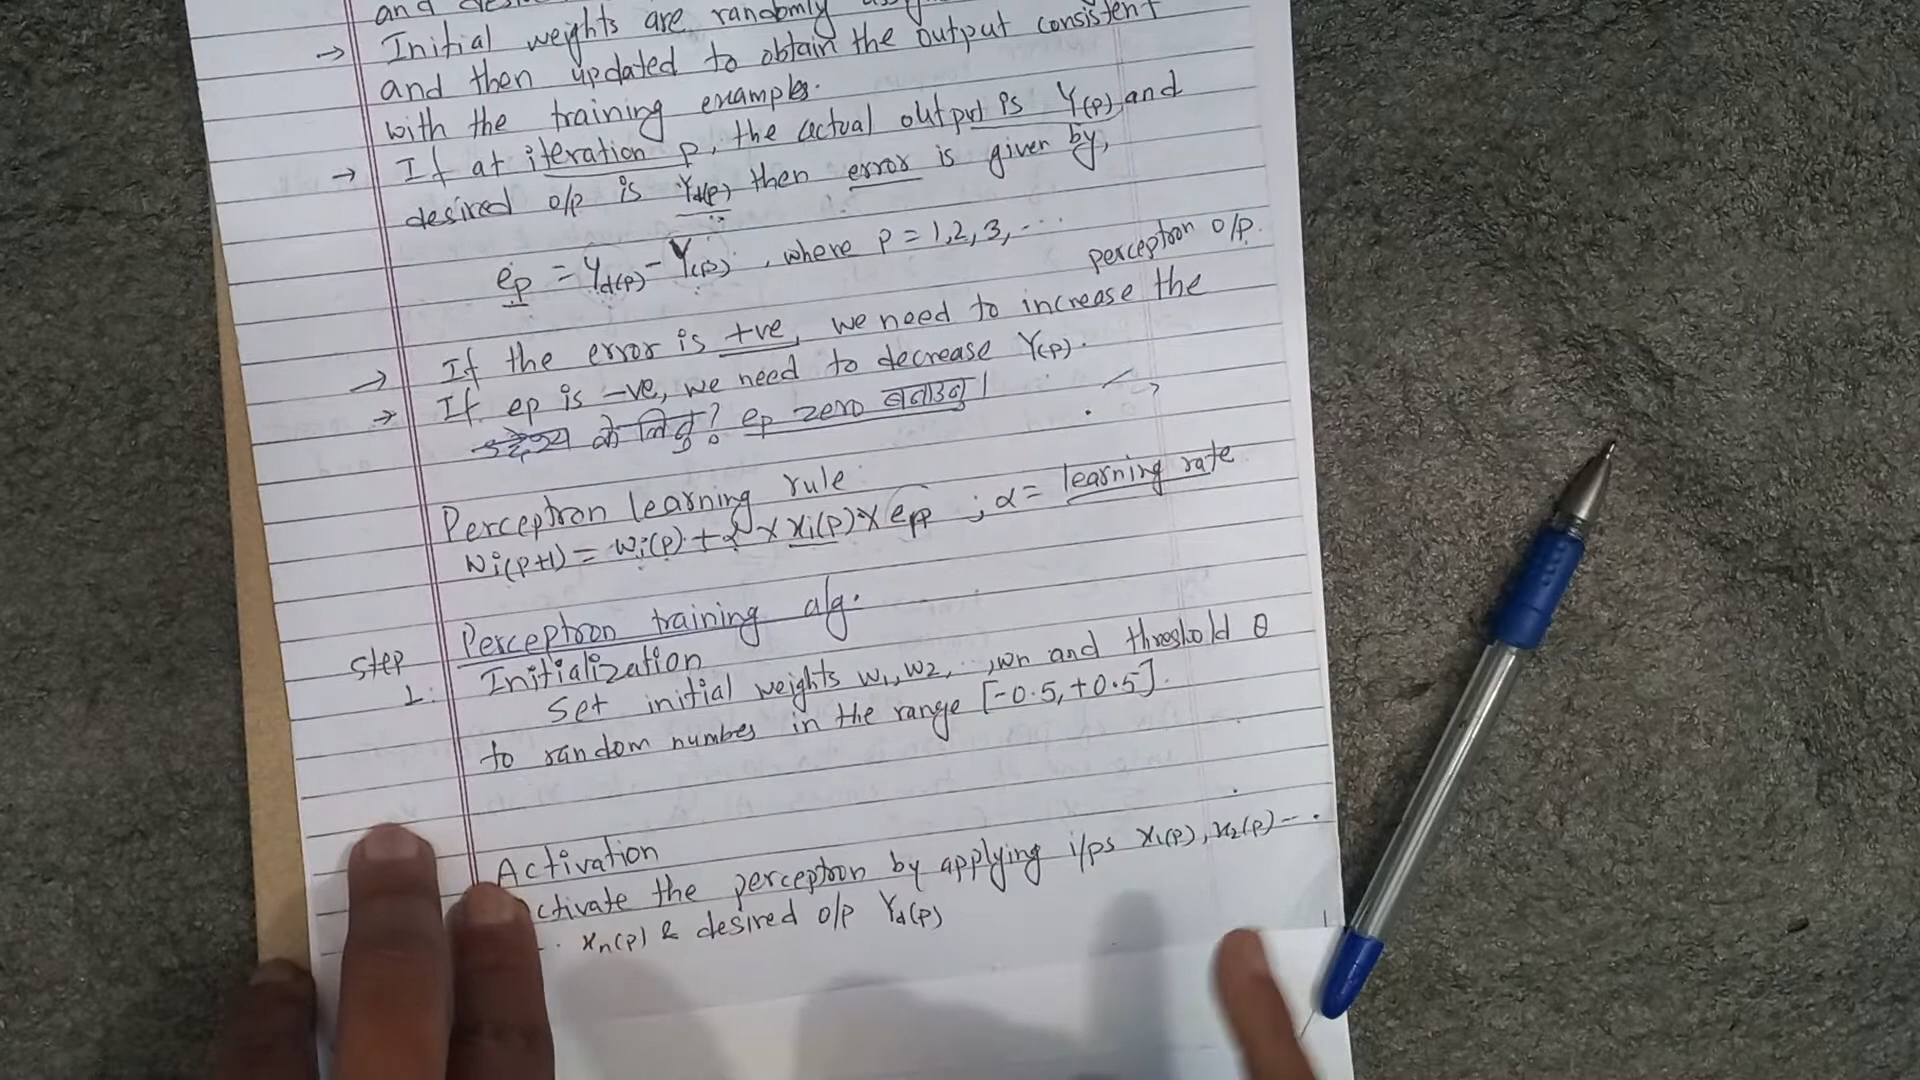 and
→ Initial weights are randomly
and then updated to obtain the output consistent
with the training examples.
→ If at iteration p, the actual output is Y(p) and
desired o/p is Yd(p) then error is given by,
ep = Yd(p) - Y(p), where P = 1,2,3,...
perceptron o/p.
→ If the error is +ve, we need to increase the
→ If ep is -ve, we need to decrease Y(p).
उद्देश्य के लिनु? ep zero बनाउनु।
Perceptron learning rule
Wi(p+1) = Wi(p) + α × xi(p) × ep ; α = learning rate
Perceptron training alg.
step 1: Initialization
Set initial weights w1, w2, ..., wn and threshold θ
to random numbes in the range [-0.5, +0.5].
Activation
ctivate the perceptron by applying i/ps x1(p), x2(p) ...
.. xn(p) & desired o/p Yd(p)